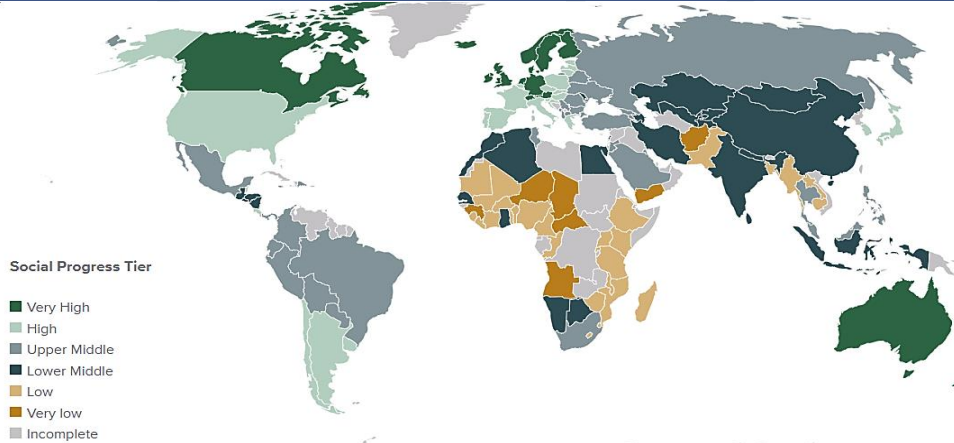 Social Progress Tier
Very High
High
Upper Middle
Lower Middle
Low
Very low
Incomplete